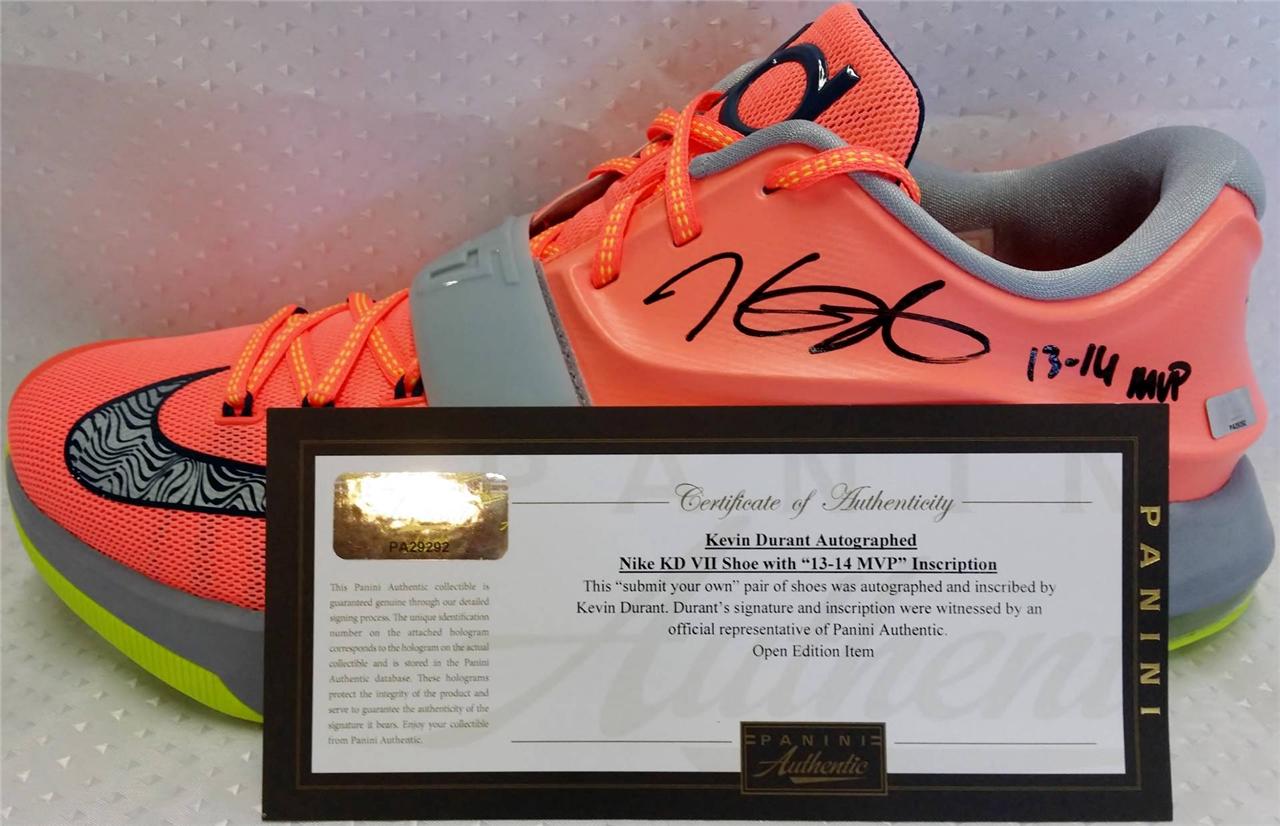 13-14 MVP
PA29292
PANINI
PA29292
Certificate of Authenticity
Kevin Durant Autographed
Nike KD VII Shoe with “13-14 MVP” Inscription
This “submit your own” pair of shoes was autographed and inscribed by
Kevin Durant. Durant’s signature and inscription were witnessed by an
official representative of Panini Authentic.
Open Edition Item
This Panini Authentic collectible is
guaranteed genuine through our detailed
signing process. The unique identification
number on the attached hologram
corresponds to the hologram on the actual
collectible and is stored in the Panini
Authentic database. These holograms
protect the integrity of the product and
serve to guarantee the authenticity of the
signature it bears. Enjoy your collectible
from Panini Authentic.
PANINI
Authentic
PANINI
Authentic